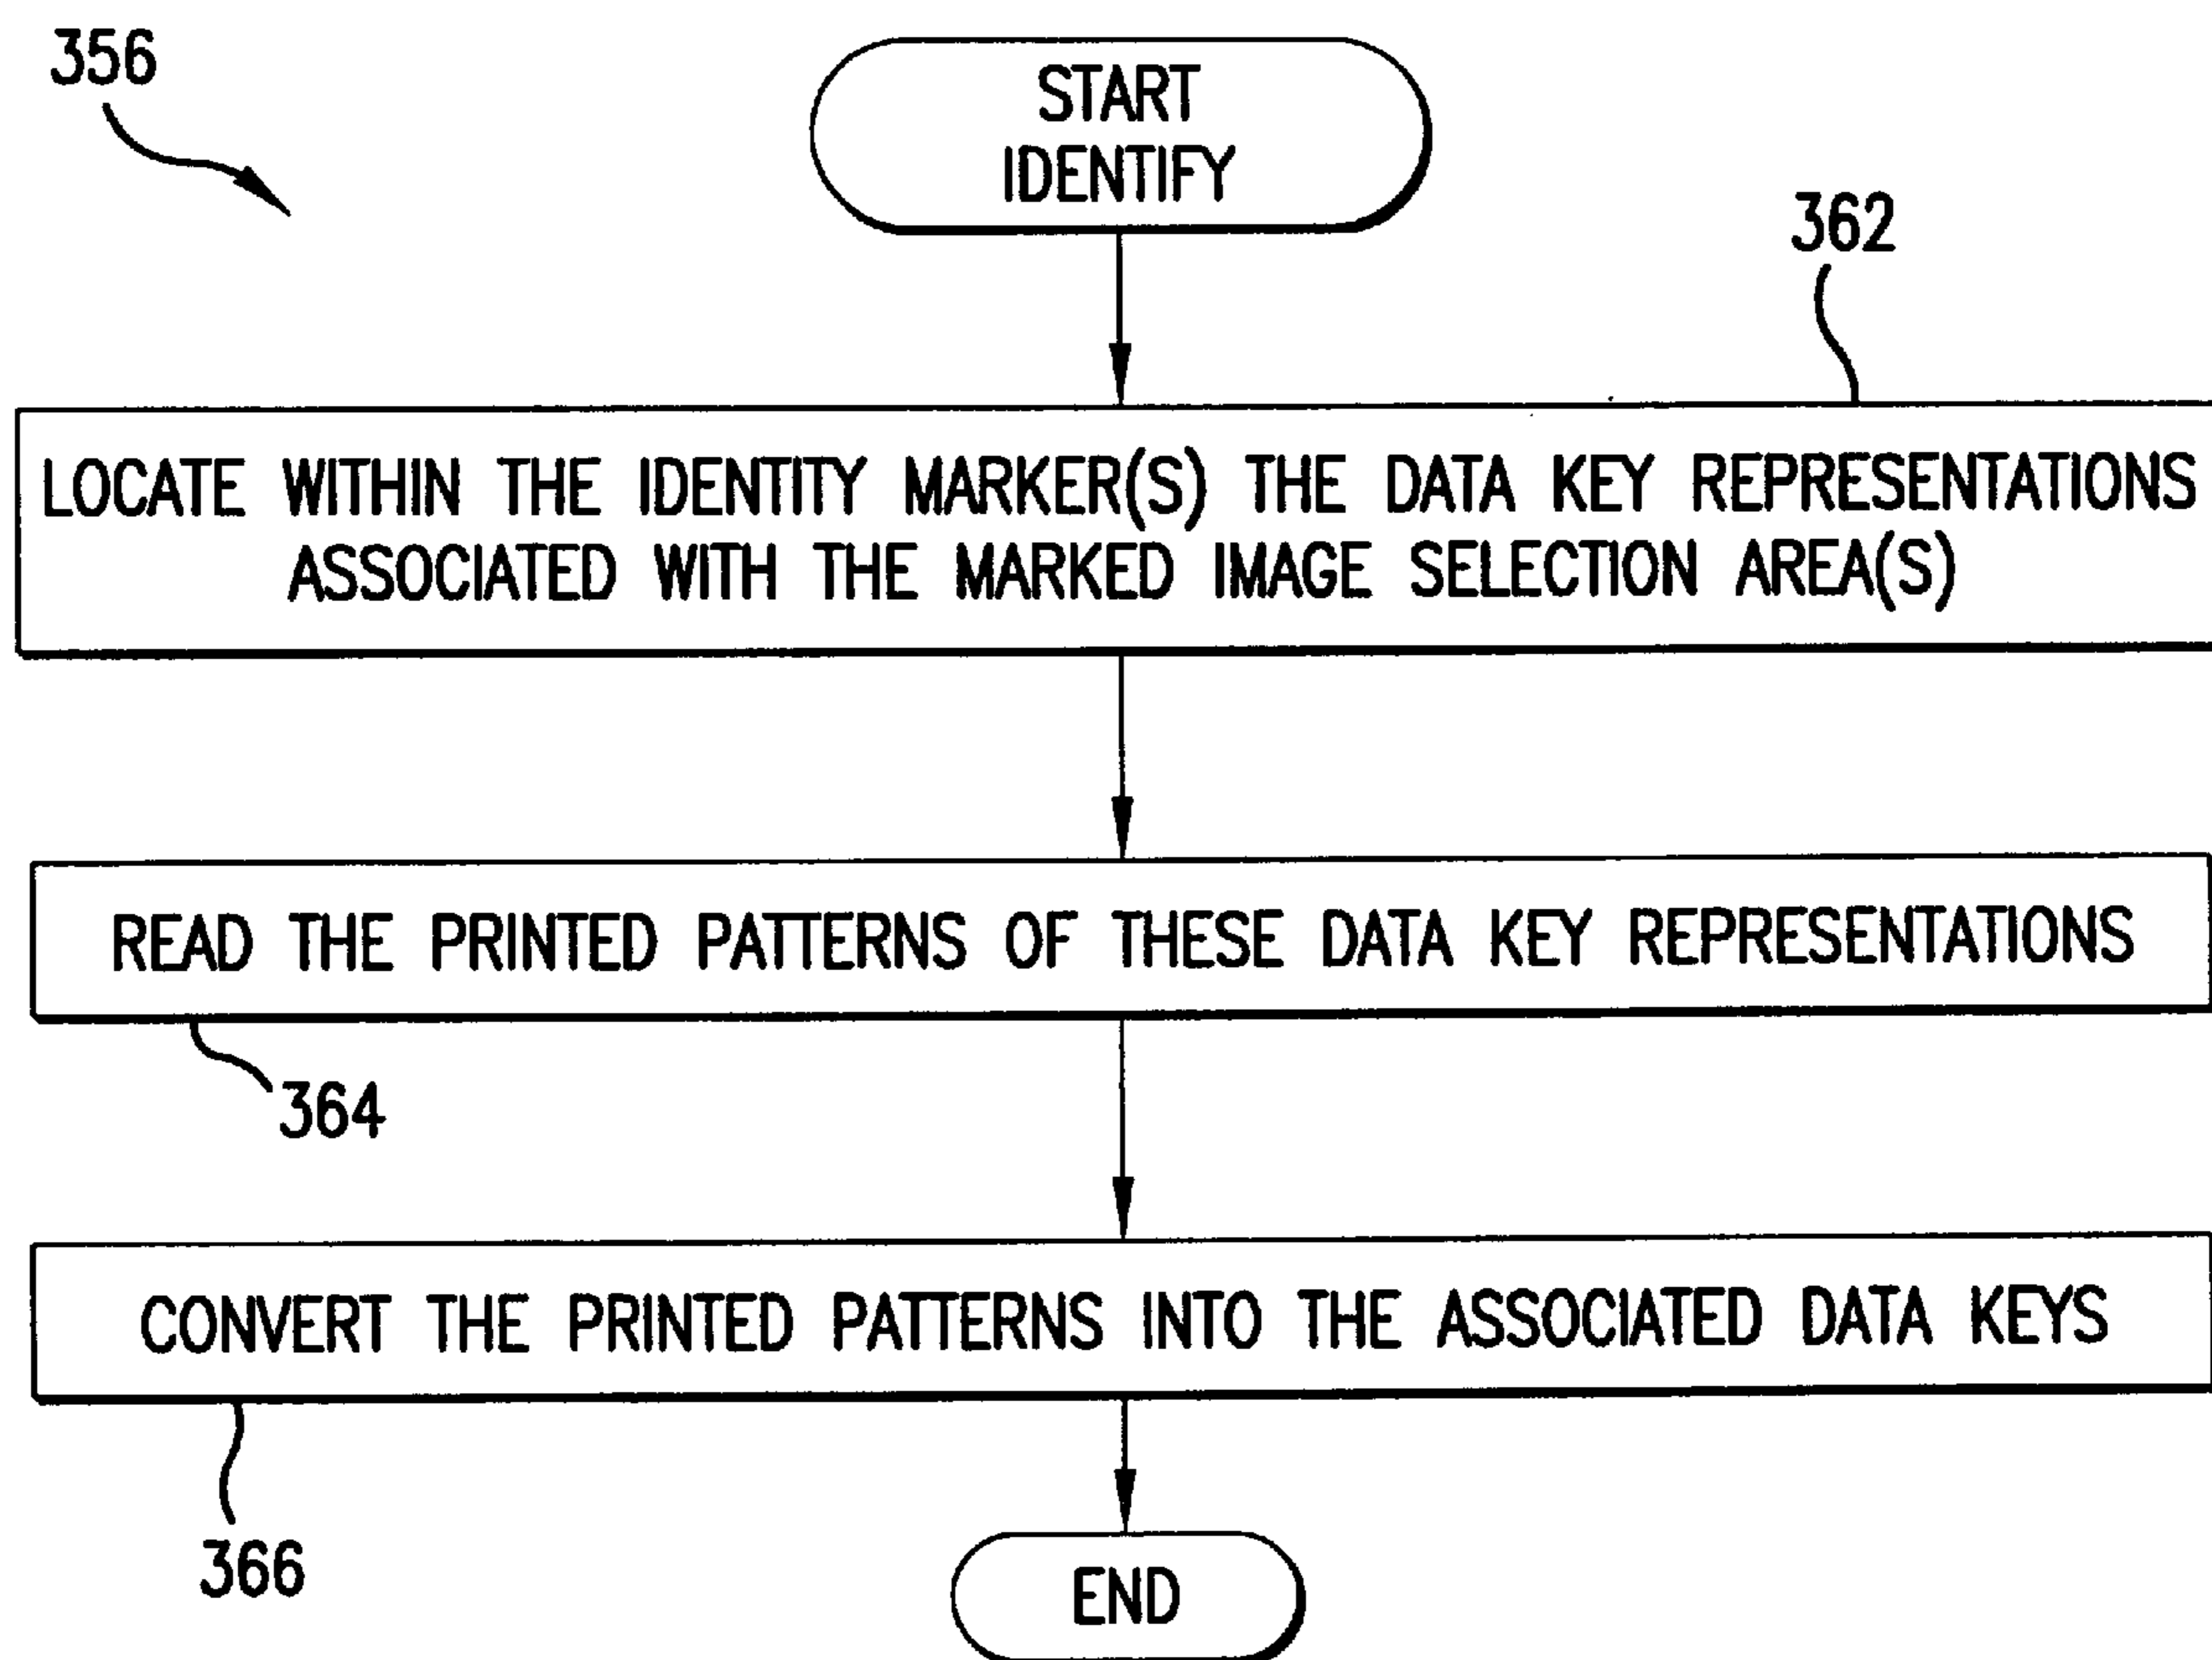 356
START
IDENTIFY
362
LOCATE WITHIN THE IDENTITY MARKER(S) THE DATA KEY REPRESENTATIONS
ASSOCIATED WITH THE MARKED IMAGE SELECTION AREA(S)
READ THE PRINTED PATTERNS OF THESE DATA KEY REPRESENTATIONS
364
CONVERT THE PRINTED PATTERNS INTO THE ASSOCIATED DATA KEYS
366
END